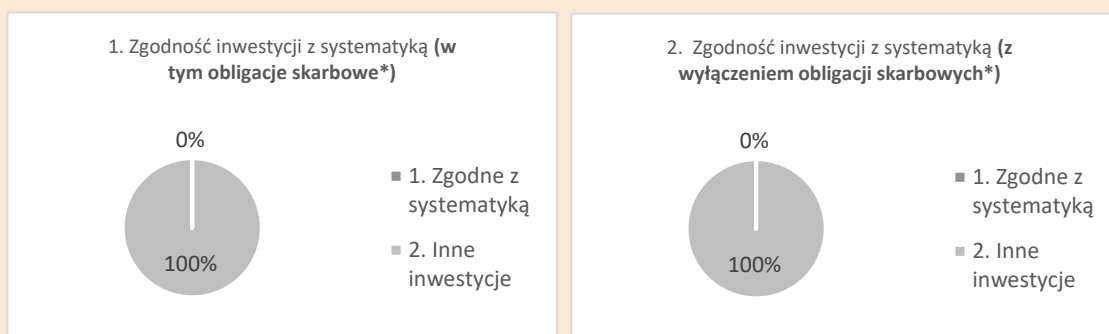 1. Zgodność inwestycji z systematyką (w
tym obligacje skarbowe*)
0%
100%
1. Zgodne z
systematyką
2. Inne
inwestycje
2. Zgodność inwestycji z systematyką (z
wyłączeniem obligacji skarbowych*)
0%
100%
1. Zgodne z
systematyką
2. Inne
inwestycje